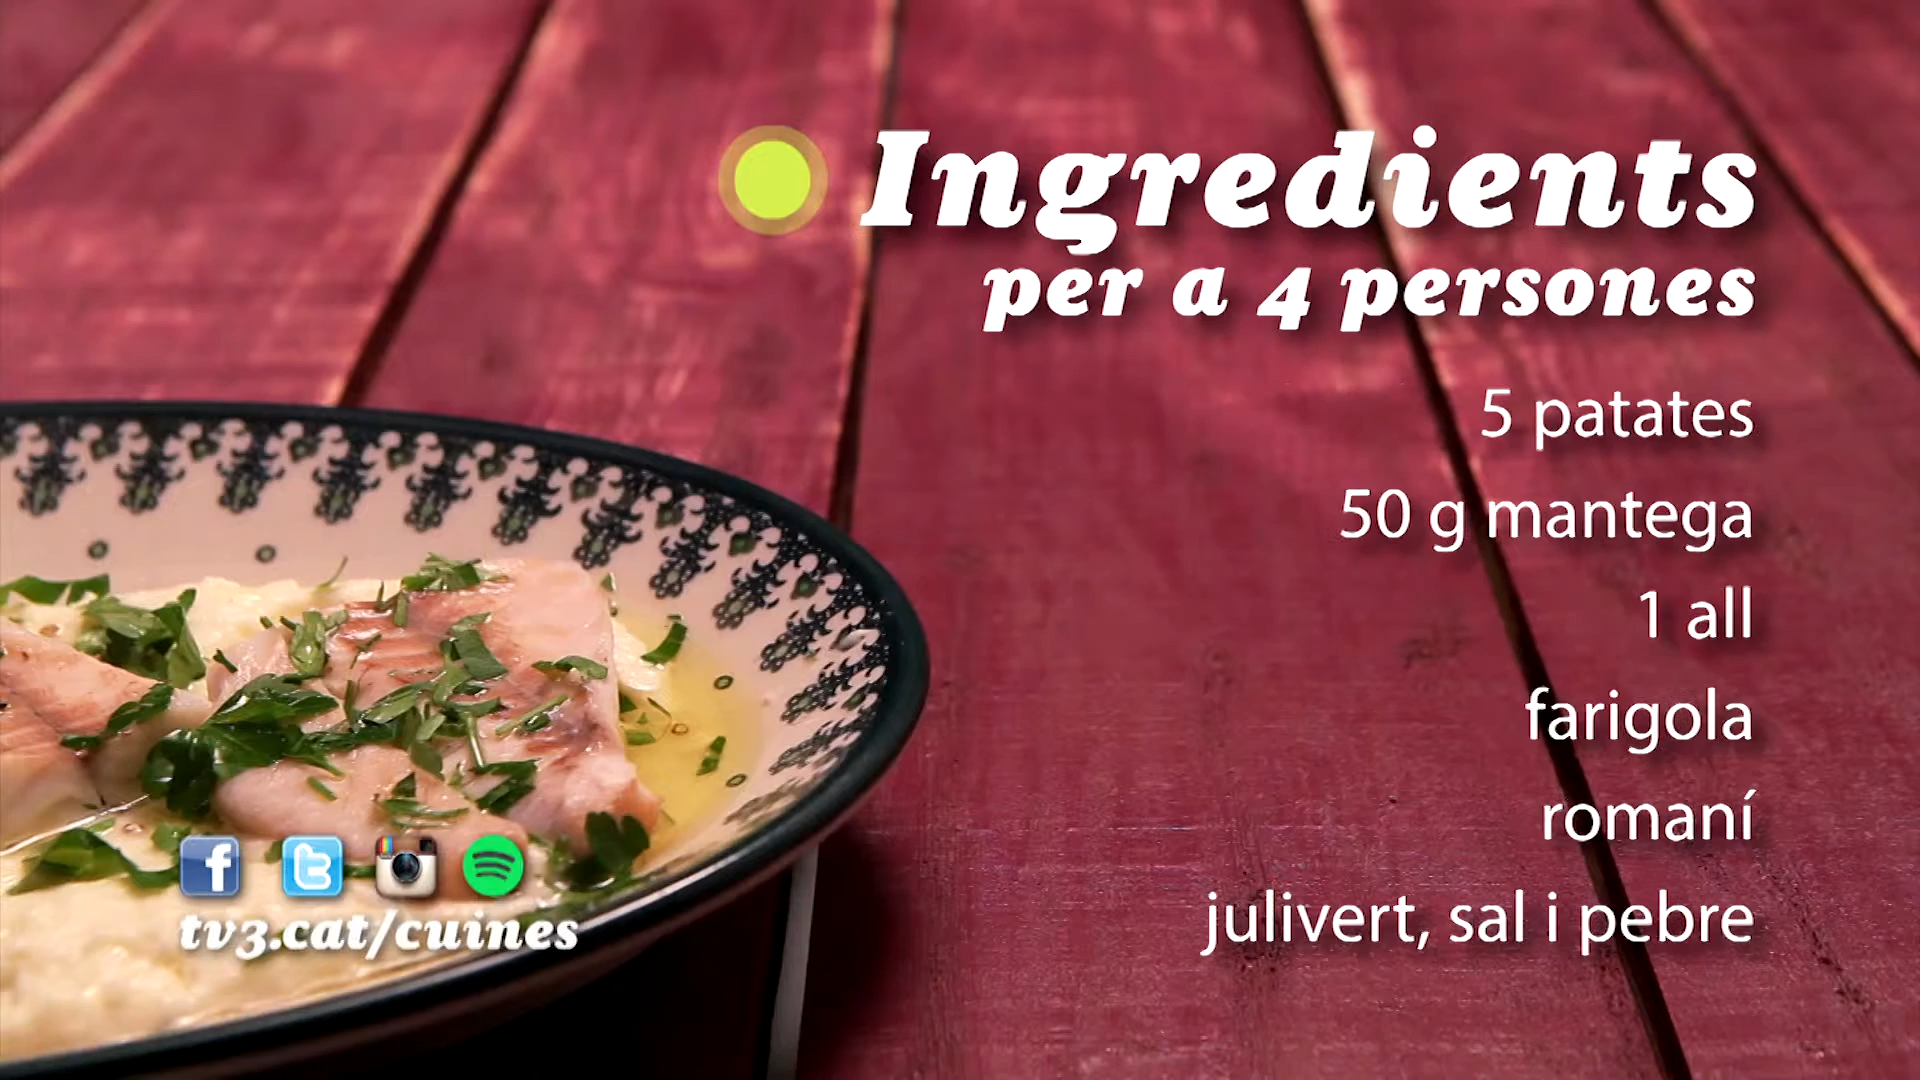 Ingredients
per a 4 persones
5 patates
50 g mantega
1 all
farigola
romaní
julivert, sal i pebre
tv3.cat/cuines